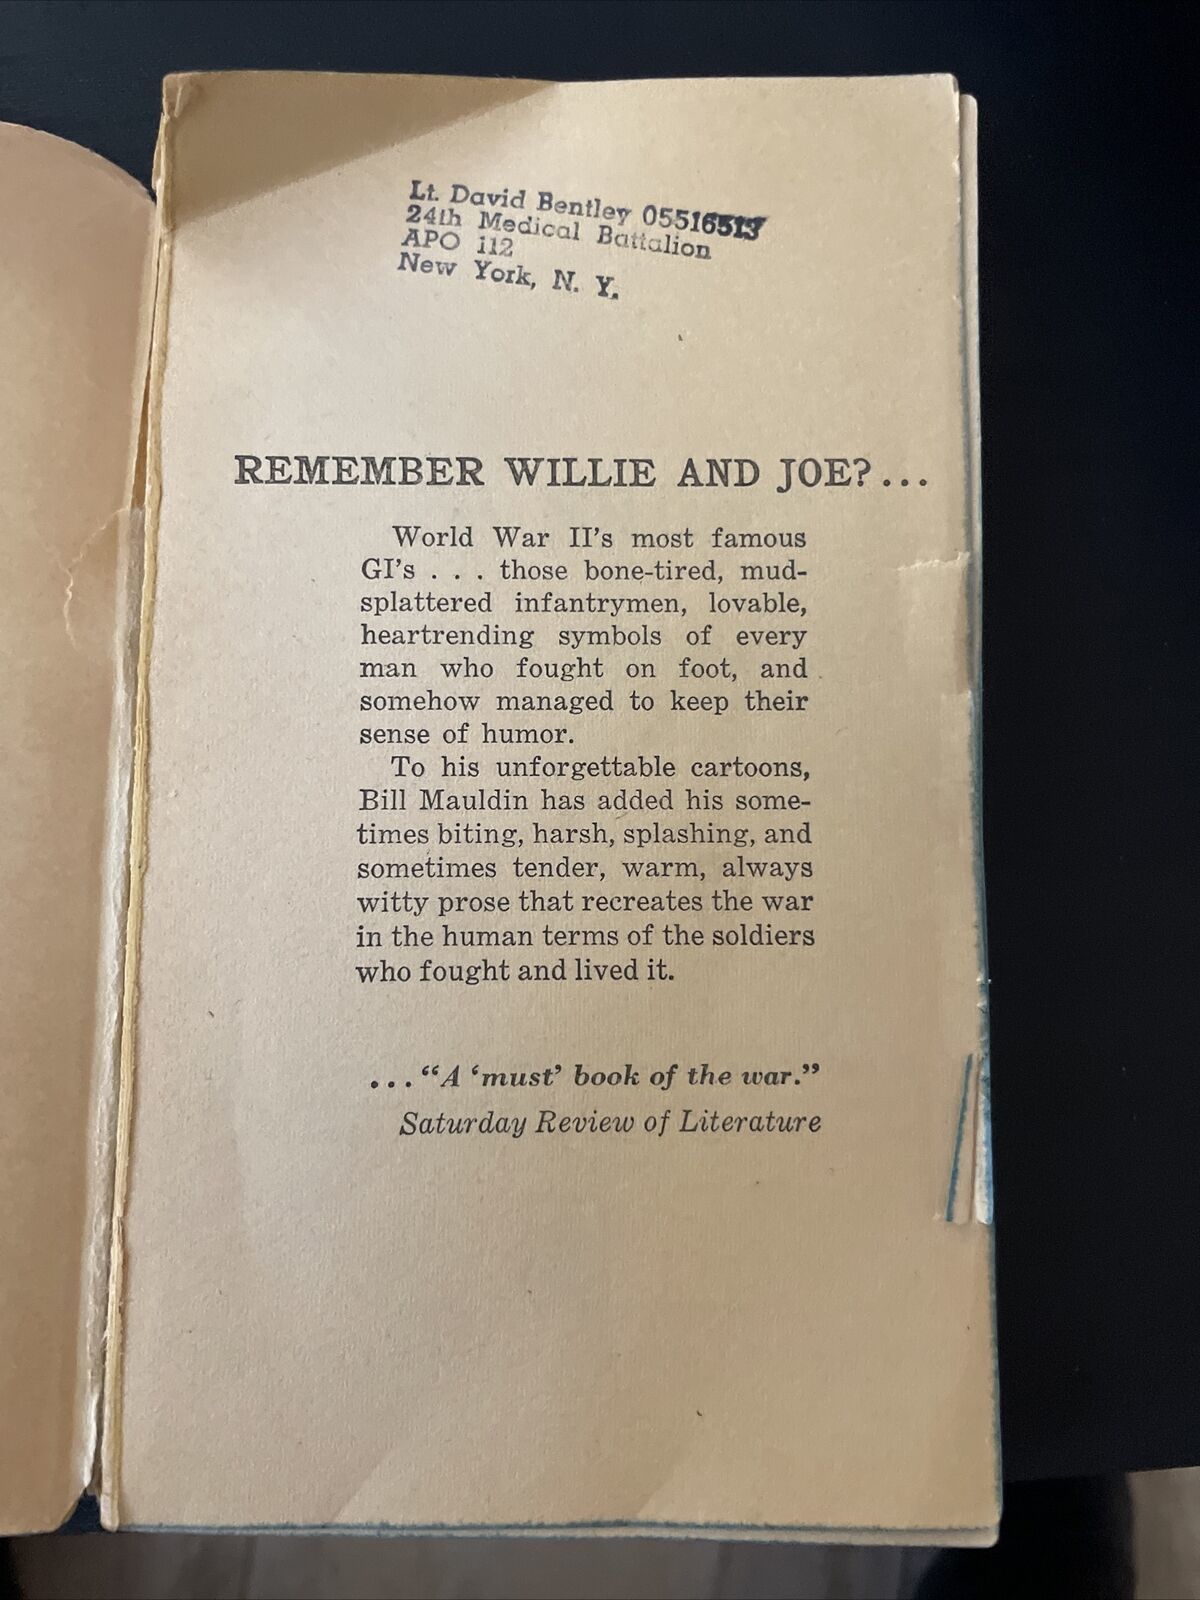 Lt. David Bentley 05516513
24th Medical Battalion
APO 112
New York, N. Y.
REMEMBER WILLIE AND JOE?...
World War II's most famous
GI's . . . those bone-tired, mud-
splattered infantrymen, lovable,
heartrending symbols of every
man who fought on foot, and
somehow managed to keep their
sense of humor.
To his unforgettable cartoons,
Bill Mauldin has added his some-
times biting, harsh, splashing, and
sometimes tender, warm, always
witty prose that recreates the war
in the human terms of the soldiers
who fought and lived it.
..."A 'must' book of the war."
Saturday Review of Literature